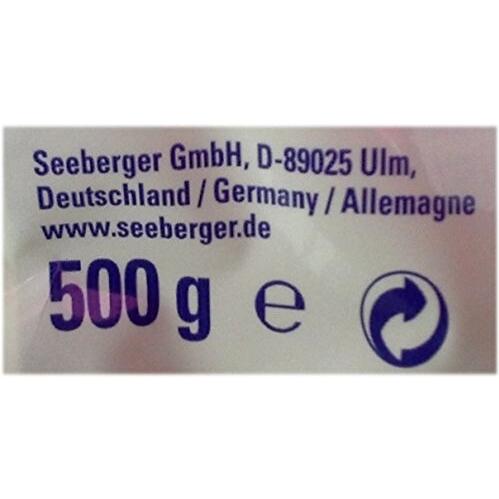 Seeberger GmbH, D-89025 Ulm,
Deutschland / Germany / Allemagne
www.seeberger.de
500 g ℮